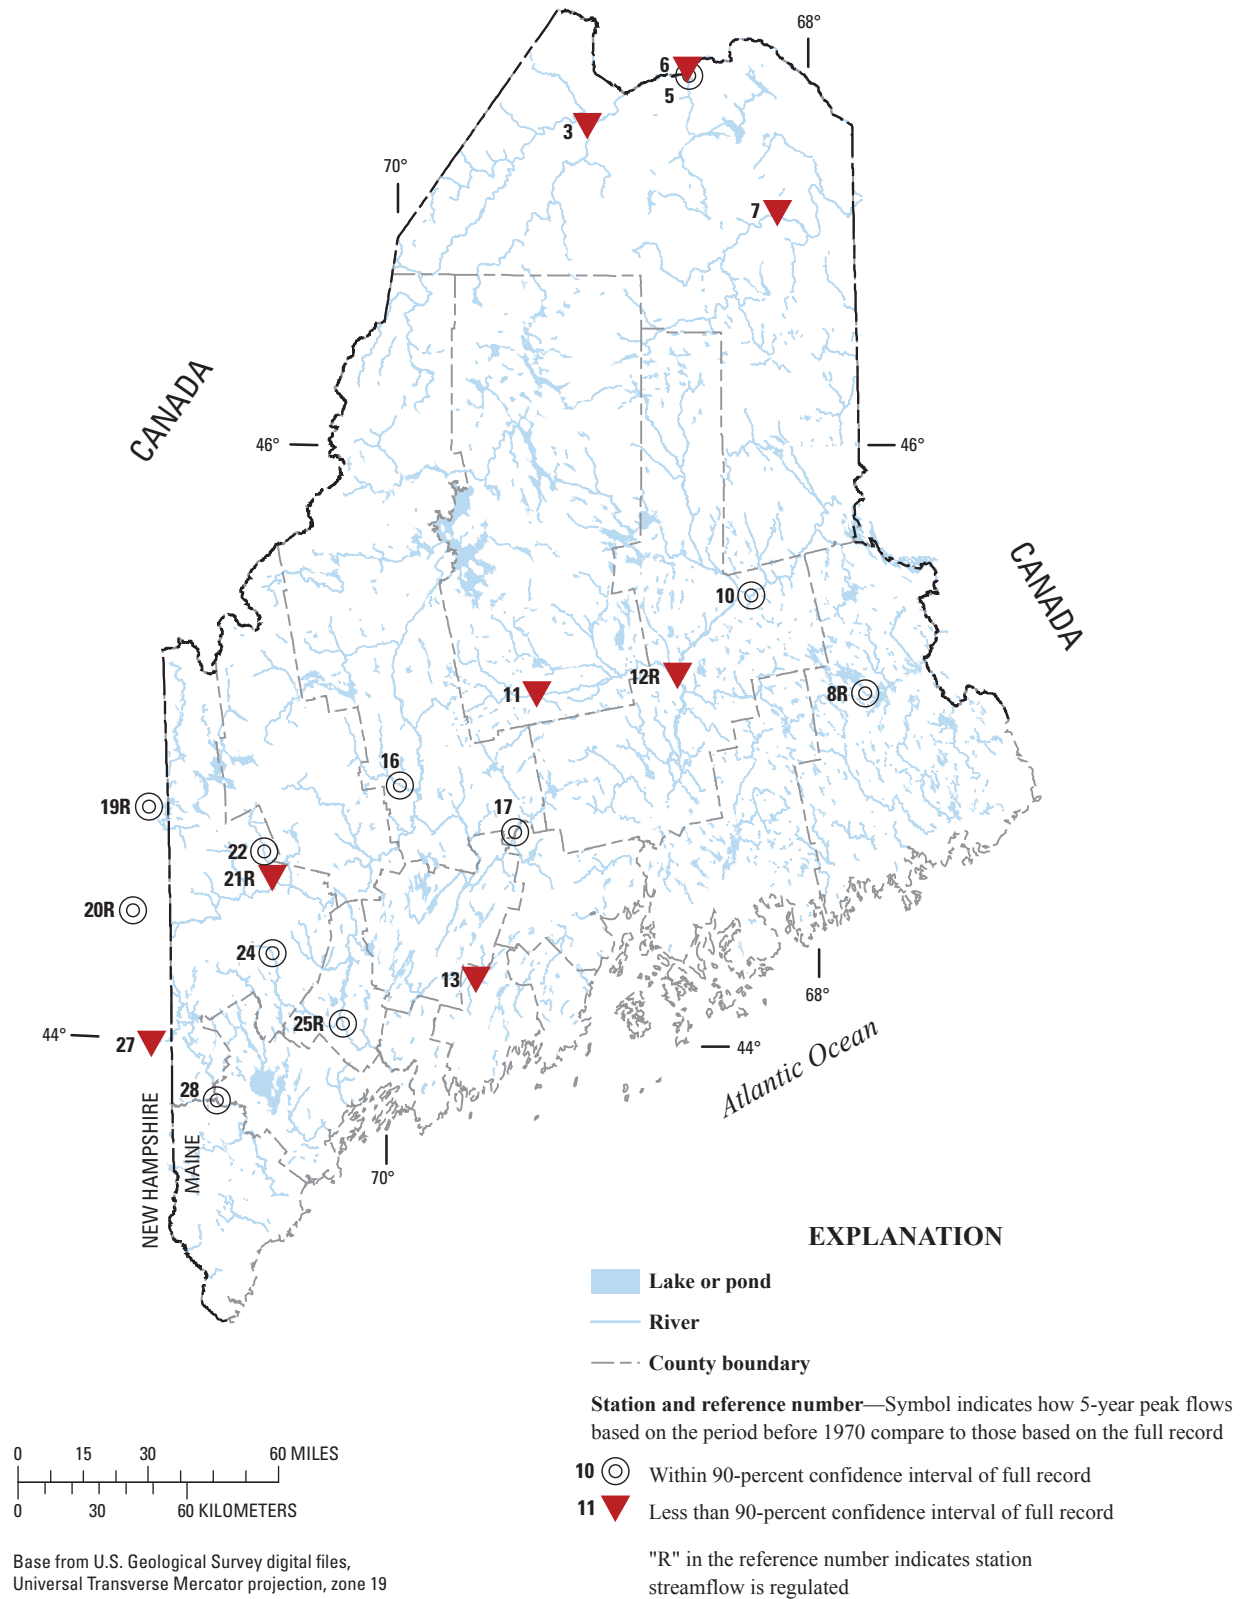 68°
6
5
3
70°
7
CANADA
46°
46°
CANADA
10
12R
11
8R
16
19R
17
22
21R
20R
24
13
68°
25R
44°
27
44°
Atlantic Ocean
28
NEW HAMPSHIRE
MAINE
70°
EXPLANATION
Lake or pond
River
County boundary
Station and reference number—Symbol indicates how 5-year peak flows
based on the period before 1970 compare to those based on the full record
10 Within 90-percent confidence interval of full record
11 Less than 90-percent confidence interval of full record
"R" in the reference number indicates station
streamflow is regulated
0 15 30 60 MILES
0 30 60 KILOMETERS
Base from U.S. Geological Survey digital files,
Universal Transverse Mercator projection, zone 19